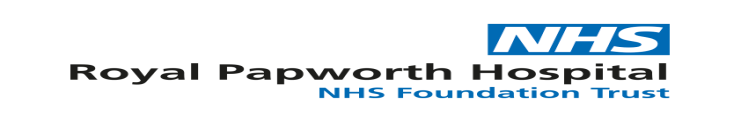 NHS
Royal Papworth Hospital
NHS Foundation Trust